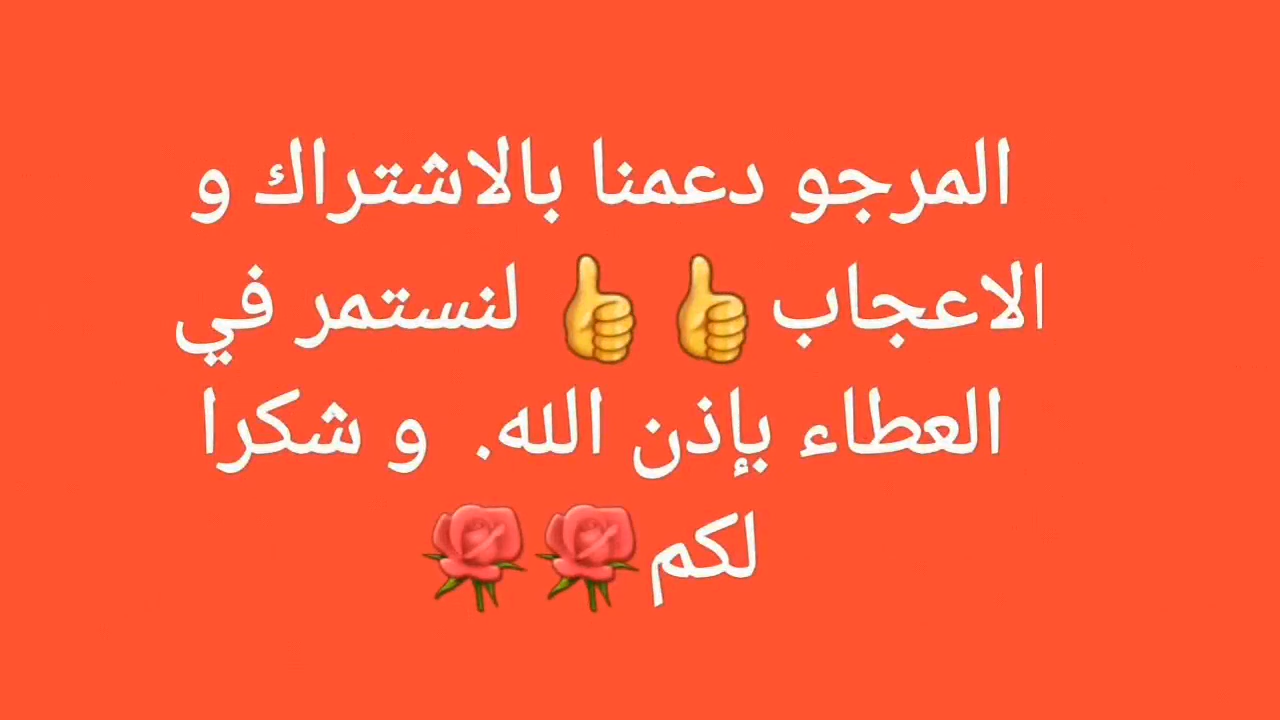 المرجو دعمنا بالاشتراك و
الاعجاب👍👍 لنستمر في
العطاء بإذن الله. و شكرا
لكم🌹🌹